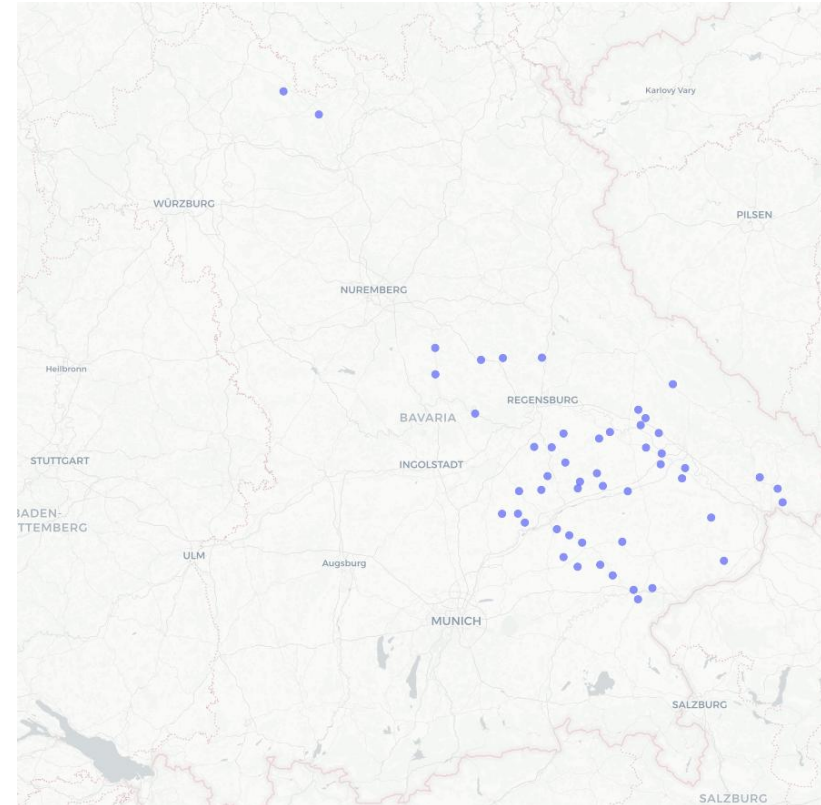 Karlovy Vary
WÜRZBURG
PILSEN
NUREMBERG
Heilbronn
REGENSBURG
BAVARIA
STUTTGART
INGOLSTADT
BADEN-
TTEMBERG
ULM
Augsburg
MUNICH
SALZBURG
SALZBURG